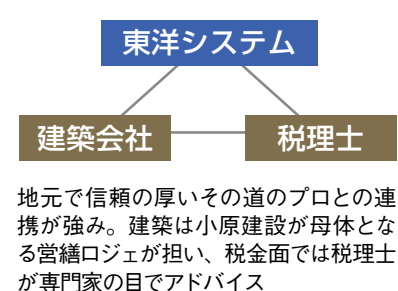 東洋システム
建築会社 税理士
地元で信頼の厚いその道のプロとの連
携が強み。建築は小原建設が母体とな
る営繕ロジェが担い、税金面では税理士
が専門家の目でアドバイス